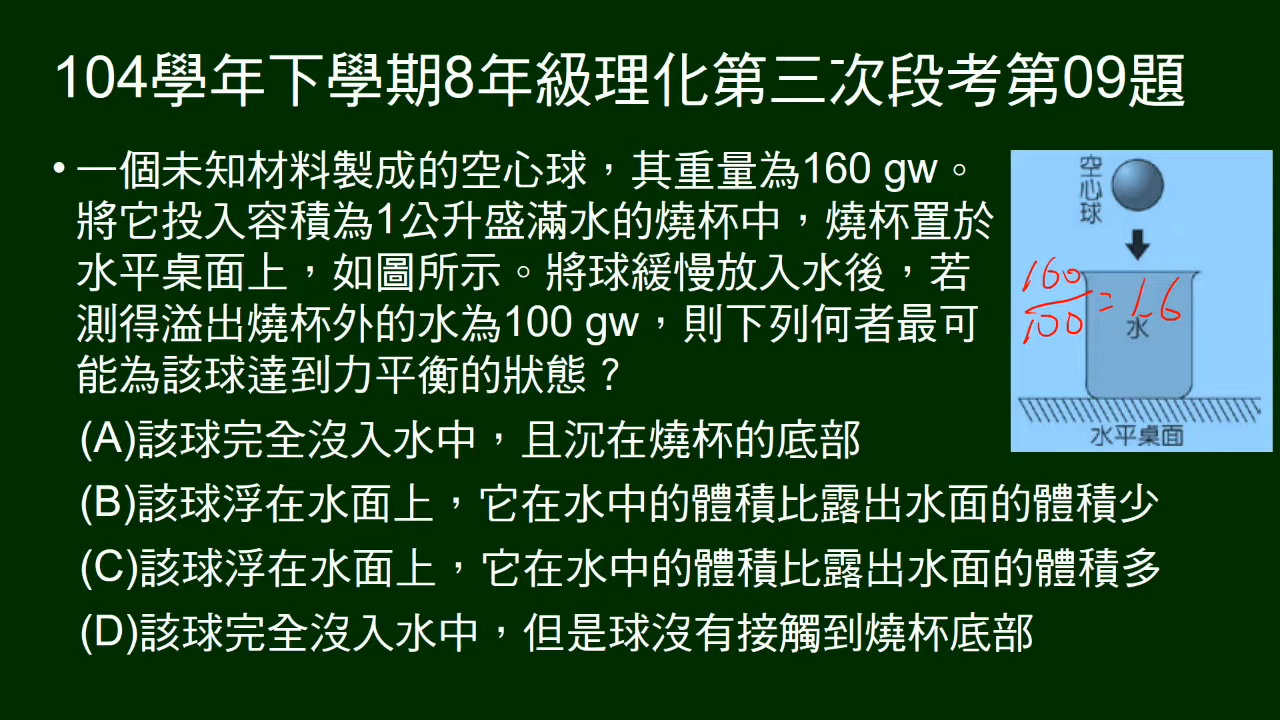 104學年下學期8年級理化第三次段考第09題
• 一個未知材料製成的空心球，其重量為160 gw。
將它投入容積為1公升盛滿水的燒杯中，燒杯置於
水平桌面上，如圖所示。將球緩慢放入水後，若
測得溢出燒杯外的水為100 gw，則下列何者最可
能為該球達到力平衡的狀態？
(A)該球完全沒入水中，且沉在燒杯的底部
(B)該球浮在水面上，它在水中的體積比露出水面的體積少
(C)該球浮在水面上，它在水中的體積比露出水面的體積多
(D)該球完全沒入水中，但是球沒有接觸到燒杯底部
空心球
160/100 = 1.6
水
水平桌面